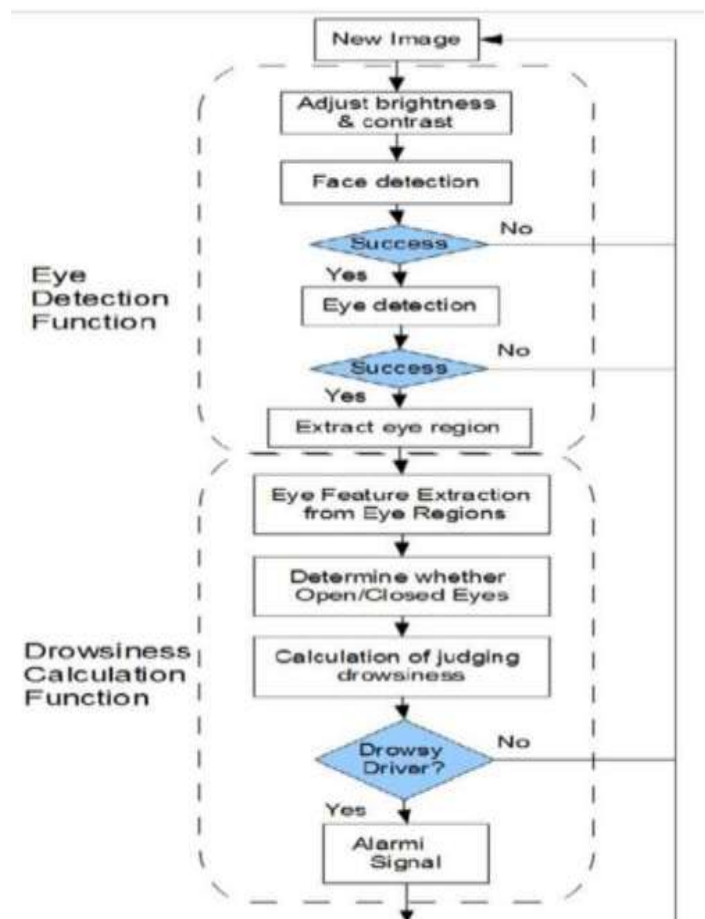 New Image
Adjust brightness
& contrast
Face detection
Success
No
Yes
Eye
Detection
Function
Eye detection
Success
No
Yes
Extract eye region
Eye Feature Extraction
from Eye Regions
Determine whether
Open/Closed Eyes
Drowsiness
Calculation
Function
Calculation of judging
drowsiness
Drowsy
Driver?
No
Yes
Alarmi
Signal